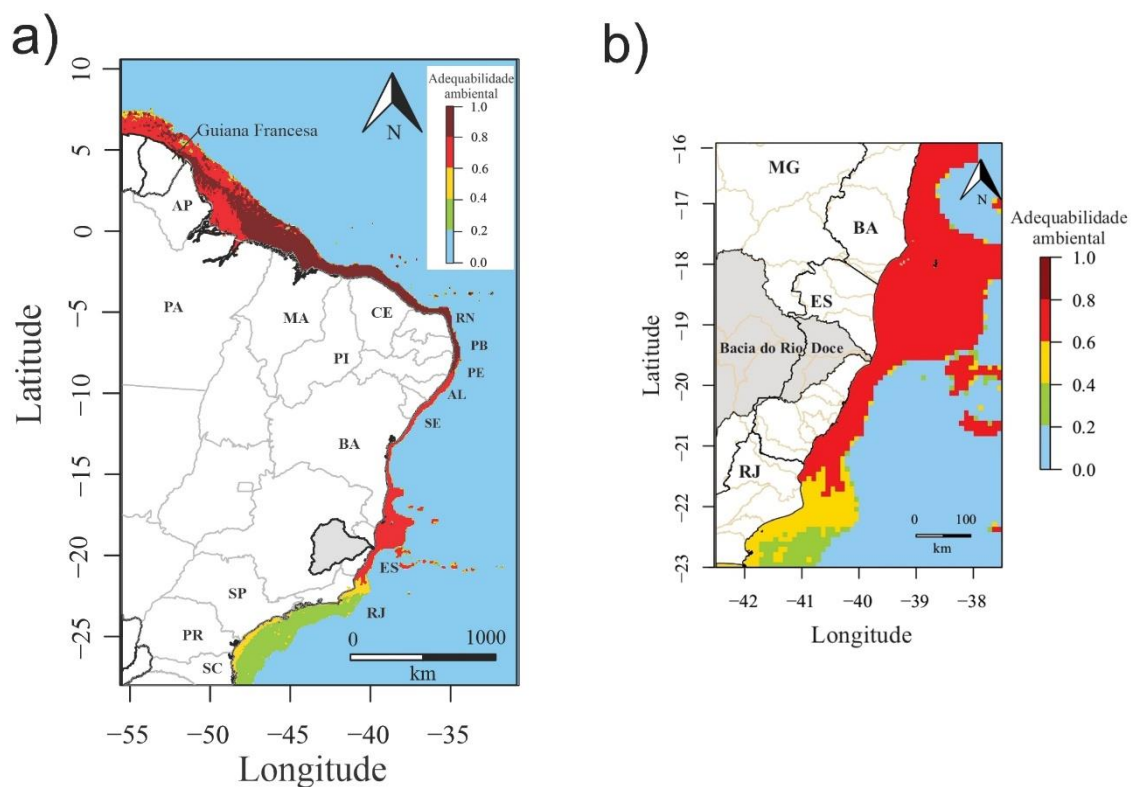 a)
Latitude
10
5
0
−5
−10
−15
−20
−25
Adequabilidade
ambiental
1.0
0.8
0.6
0.4
0.2
0.0
N
Guiana Francesa
AP
PA
MA
CE
RN
PI
PB
PE
AL
SE
BA
ES
SP
RJ
PR
SC
0 1000
km
−55 −50 −45 −40 −35
Longitude
b)
Latitude
−16
−17
−18
−19
−20
−21
−22
−23
MG
N
BA
ES
Bacia do Rio Doce
RJ
0 100
km
Adequabilidade
ambiental
1.0
0.8
0.6
0.4
0.2
0.0
−42 −41 −40 −39 −38
Longitude